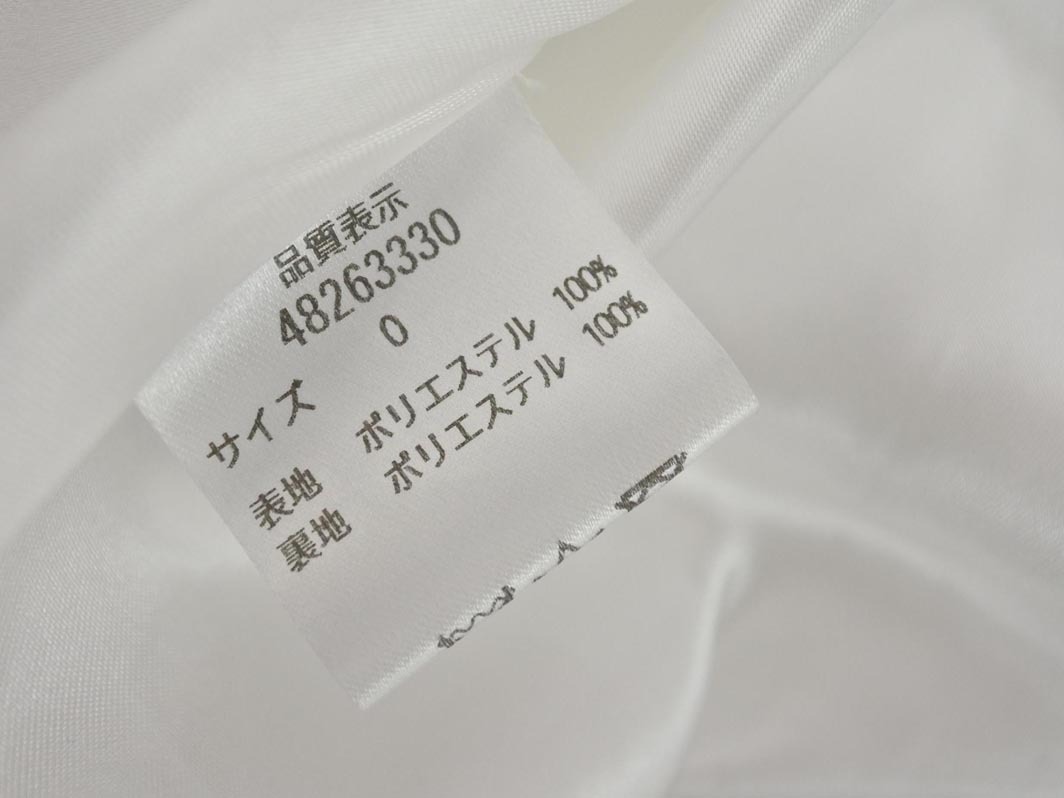 品質表示
48263330
サイズ 0
表地 ポリエステル 100%
裏地 ポリエステル 100%